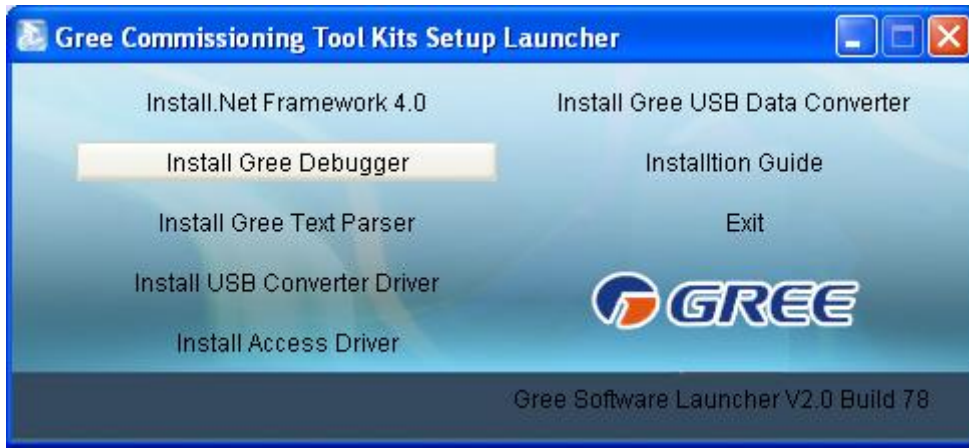 Gree Commissioning Tool Kits Setup Launcher
Install.Net Framework 4.0
Install Gree USB Data Converter
Install Gree Debugger
Installtion Guide
Install Gree Text Parser
Exit
Install USB Converter Driver
GREE
Install Access Driver
Gree Software Launcher V2.0 Build 78